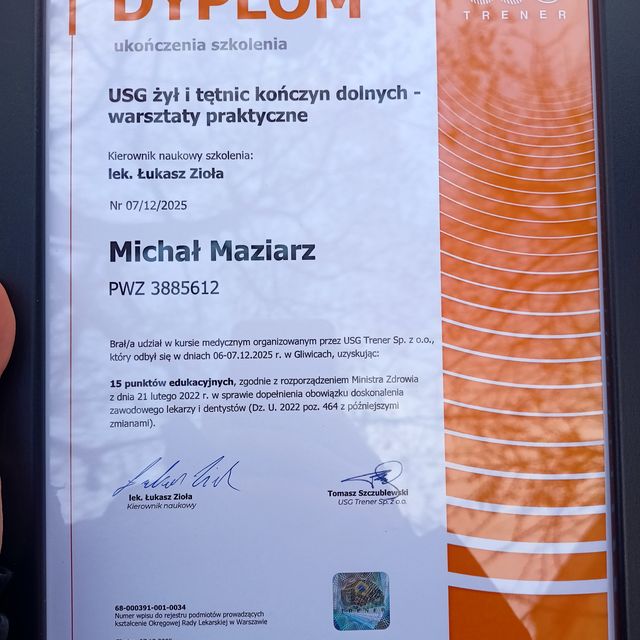 DYPLOM
TRENER
ukończenia szkolenia
USG żył i tętnic kończyn dolnych -
warsztaty praktyczne
Kierownik naukowy szkolenia:
lek. Łukasz Zioła
Nr 07/12/2025
Michał Maziarz
PWZ 3885612
Brał/a udział w kursie medycznym organizowanym przez USG Trener Sp. z o.o.,
który odbył się w dniach 06-07.12.2025 r. w Gliwicach, uzyskując:
15 punktów edukacyjnych, zgodnie z rozporządzeniem Ministra Zdrowia
z dnia 21 lutego 2022 r. w sprawie dopełnienia obowiązku doskonalenia
zawodowego lekarzy i dentystów (Dz. U. 2022 poz. 464 z późniejszymi
zmianami).
lek. Łukasz Zioła
Kierownik naukowy
Tomasz Szczublewski
USG Trener Sp. z o.o.
68-000391-001-0034
Numer wpisu do rejestru podmiotów prowadzących
kształcenie Okręgowej Rady Lekarskiej w Warszawie